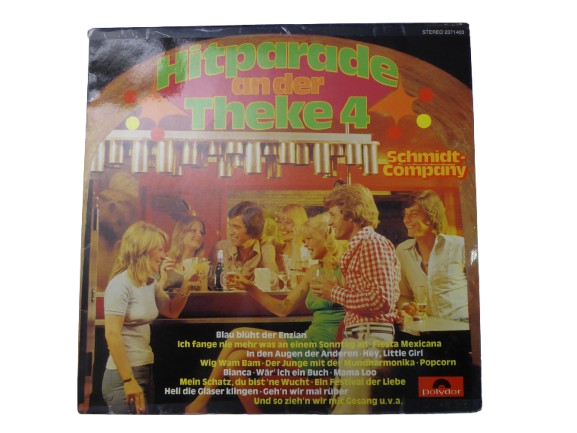 STEREO 2371403
Hitparade
an der
Theke 4
Schmidt-
Company
Blau blüht der Enzian
Ich fange nie mehr was an einem Sonntag an · Fiesta Mexicana
In den Augen der Anderen · Hey, Little Girl
Wig Wam Bam · Der Junge mit der Mundharmonika · Popcorn
Bianca · Wär' ich ein Buch · Mama Loo
Mein Schatz, du bist 'ne Wucht · Ein Festival der Liebe
Hell die Gläser klingen · Geh'n wir mal rüber
Und so zieh'n wir mit Gesang u.v.a.
Polydor